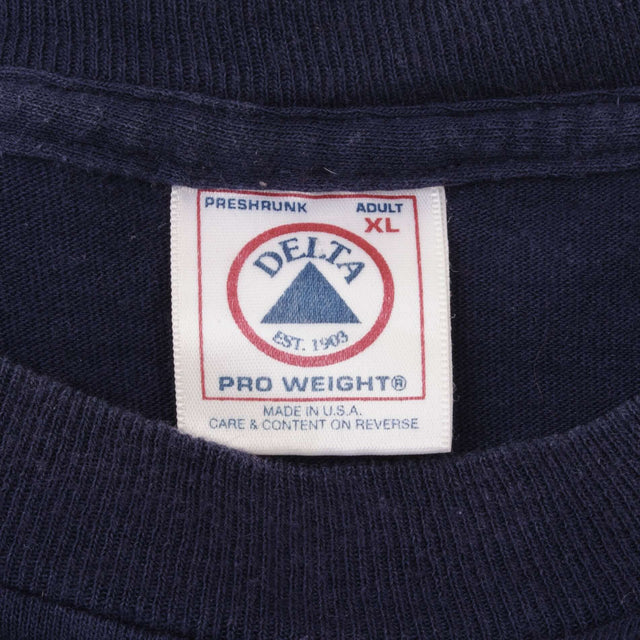 PRESHRUNK ADULT
XL
DELTA
EST. 1903
PRO WEIGHT®
MADE IN U.S.A.
CARE & CONTENT ON REVERSE